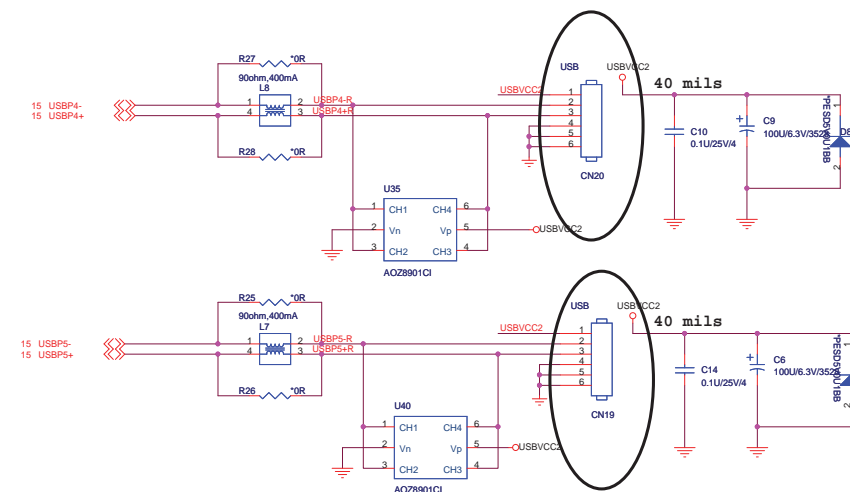 R27 *0R
90ohm,400mA
L8
15 USBP4- 1 2 USBP4-R
15 USBP4+ 4 3 USBP4+R
R28
USB
USBVCC2
USBVCC2 1
2
3
4
5
6
CN20
40 mils
C10
0.1U/25V/4
+ C9
100U/6.3V/3528
2
U35
1 CH1 CH4 6
2 Vn Vp 5 USBVCC2
3 CH2 CH3 4
AOZ8901CI
R25 *0R
90ohm,400mA
L7
15 USBP5- 1 2 USBP5-R
15 USBP5+ 4 3 USBP5+R
R26
USB
USBVCC2
USBVCC2 1
2
3
4
5
6
CN19
40 mils
C14
0.1U/25V/4
+ C6
100U/6.3V/3528
1
2
U40
1 CH1 CH4 6
2 Vn Vp 5 USBVCC2
3 CH2 CH3 4
AOZ8901CI